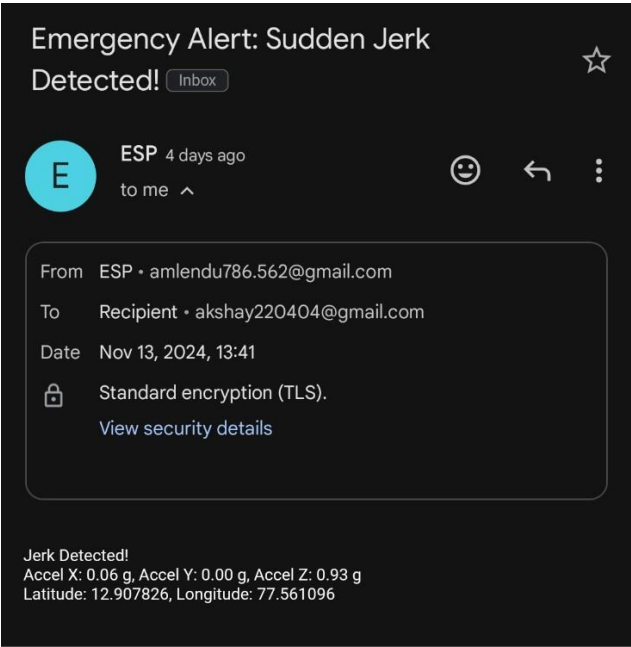 Emergency Alert: Sudden Jerk
Detected! Inbox
ESP 4 days ago
E
to me
From ESP • amlendu786.562@gmail.com
To Recipient • akshay220404@gmail.com
Date Nov 13, 2024, 13:41
Standard encryption (TLS).
View security details
Jerk Detected!
Accel X: 0.06 g, Accel Y: 0.00 g, Accel Z: 0.93 g
Latitude: 12.907826, Longitude: 77.561096